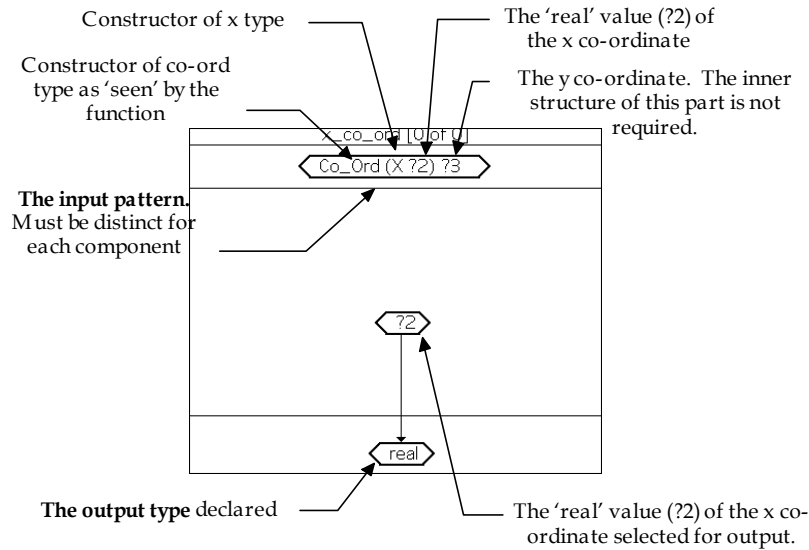 Constructor of x type
The ‘real’ value (?2) of
the x co-ordinate
Constructor of co-ord
type as ‘seen’ by the
function
The y co-ordinate. The inner
structure of this part is not
required.
x_co_ord [0 of 0]
Co_Ord (X ?2) ?3
The input pattern.
Must be distinct for
each component
?2
real
The output type declared
The ‘real’ value (?2) of the x co-
ordinate selected for output.